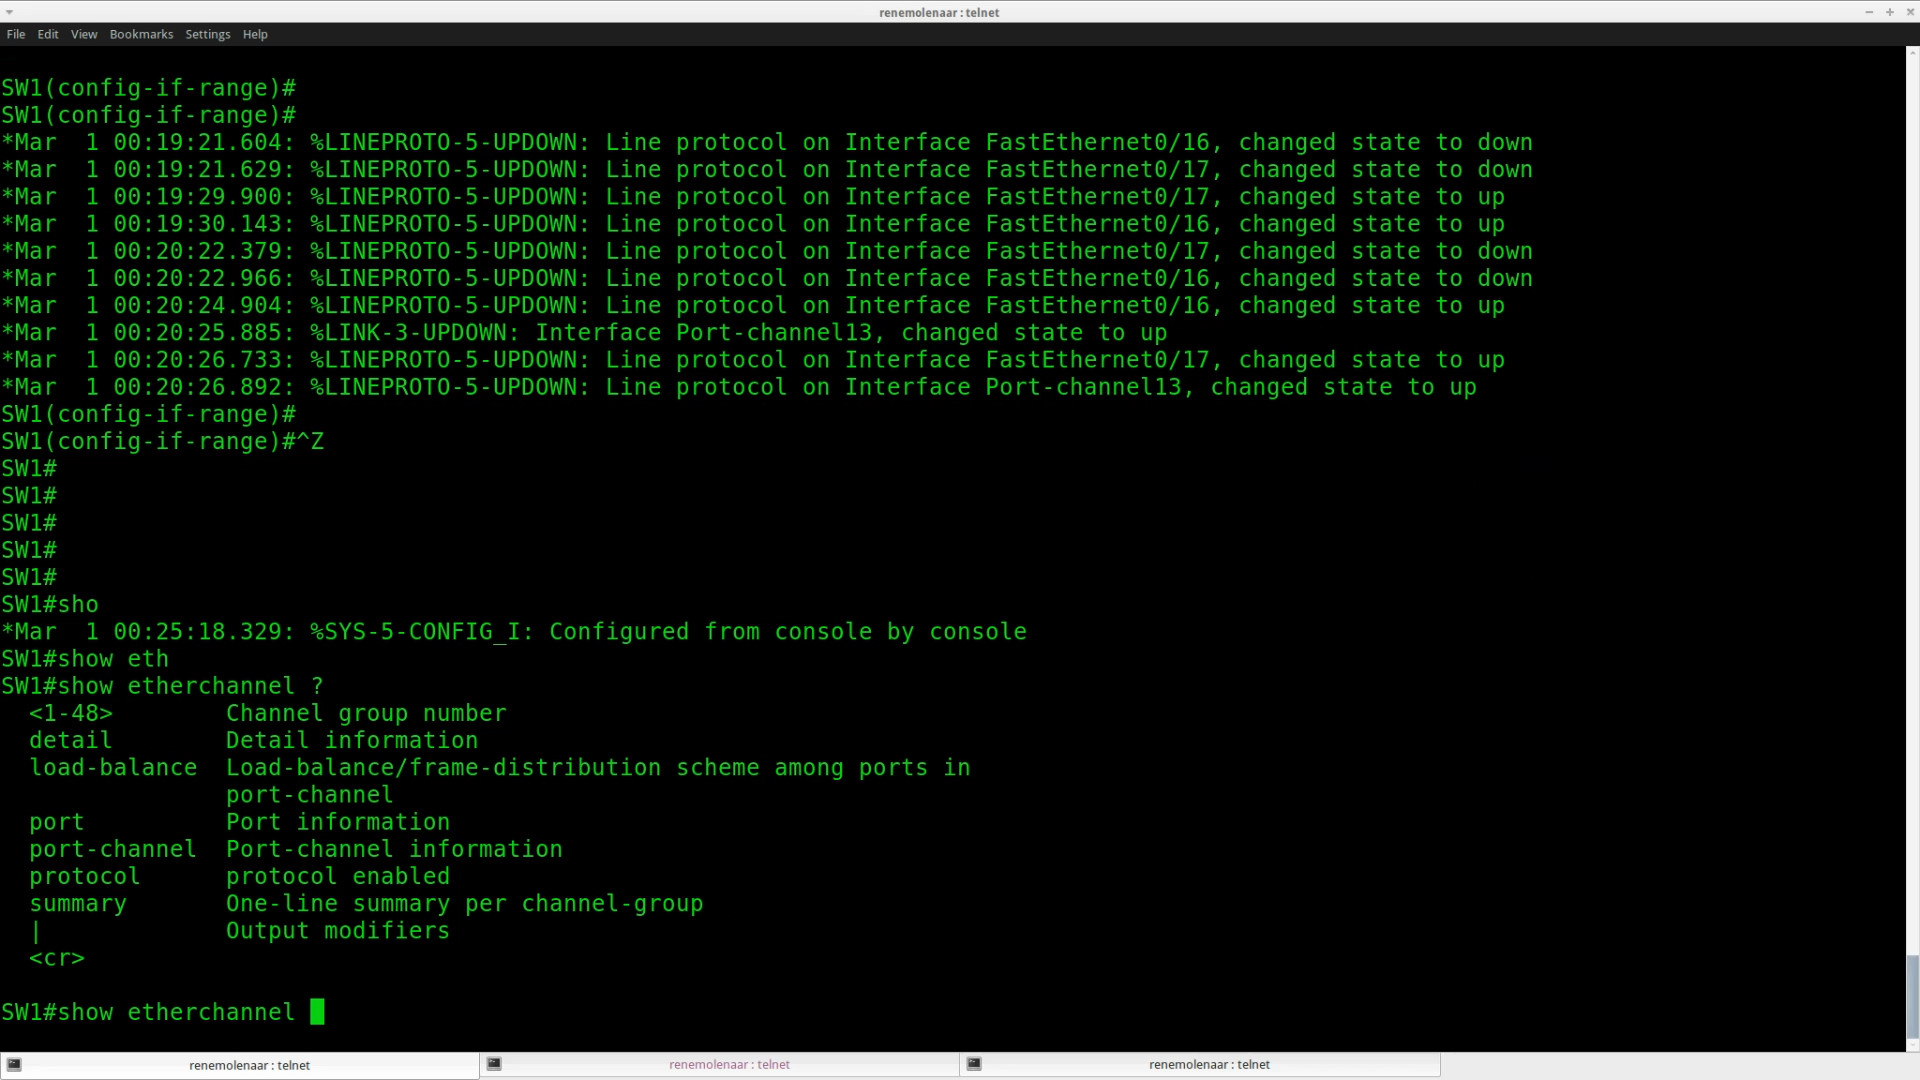 renemolenaar : telnet
File Edit View Bookmarks Settings Help
SW1(config-if-range)#
SW1(config-if-range)#
*Mar  1 00:19:21.604: %LINEPROTO-5-UPDOWN: Line protocol on Interface FastEthernet0/16, changed state to down
*Mar  1 00:19:21.629: %LINEPROTO-5-UPDOWN: Line protocol on Interface FastEthernet0/17, changed state to down
*Mar  1 00:19:29.900: %LINEPROTO-5-UPDOWN: Line protocol on Interface FastEthernet0/17, changed state to up
*Mar  1 00:19:30.143: %LINEPROTO-5-UPDOWN: Line protocol on Interface FastEthernet0/16, changed state to up
*Mar  1 00:20:22.379: %LINEPROTO-5-UPDOWN: Line protocol on Interface FastEthernet0/17, changed state to down
*Mar  1 00:20:22.966: %LINEPROTO-5-UPDOWN: Line protocol on Interface FastEthernet0/16, changed state to down
*Mar  1 00:20:24.904: %LINEPROTO-5-UPDOWN: Line protocol on Interface FastEthernet0/16, changed state to up
*Mar  1 00:20:25.885: %LINK-3-UPDOWN: Interface Port-channel13, changed state to up
*Mar  1 00:20:26.733: %LINEPROTO-5-UPDOWN: Line protocol on Interface FastEthernet0/17, changed state to up
*Mar  1 00:20:26.892: %LINEPROTO-5-UPDOWN: Line protocol on Interface Port-channel13, changed state to up
SW1(config-if-range)#
SW1(config-if-range)#^Z
SW1#
SW1#
SW1#
SW1#
SW1#
SW1#sho
*Mar  1 00:25:18.329: %SYS-5-CONFIG_I: Configured from console by console
SW1#show eth
SW1#show etherchannel ?
  <1-48>        Channel group number
  detail        Detail information
  load-balance  Load-balance/frame-distribution scheme among ports in
                port-channel
  port          Port information
  port-channel  Port-channel information
  protocol      protocol enabled
  summary       One-line summary per channel-group
  |             Output modifiers
  <cr>
SW1#show etherchannel
renemolenaar : telnet renemolenaar : telnet renemolenaar : telnet